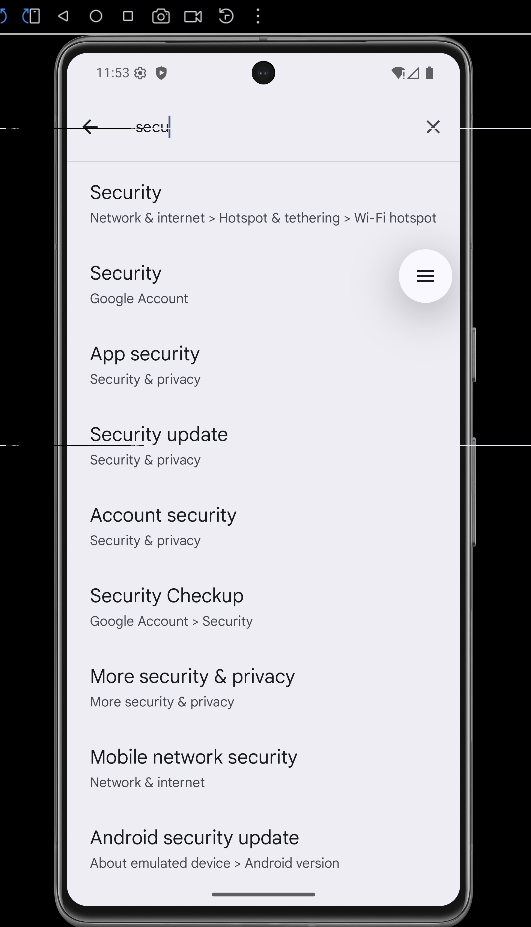 11:53
secu
Security
Network & internet > Hotspot & tethering > Wi-Fi hotspot
Security
Google Account
App security
Security & privacy
Security update
Security & privacy
Account security
Security & privacy
Security Checkup
Google Account > Security
More security & privacy
More security & privacy
Mobile network security
Network & internet
Android security update
About emulated device > Android version